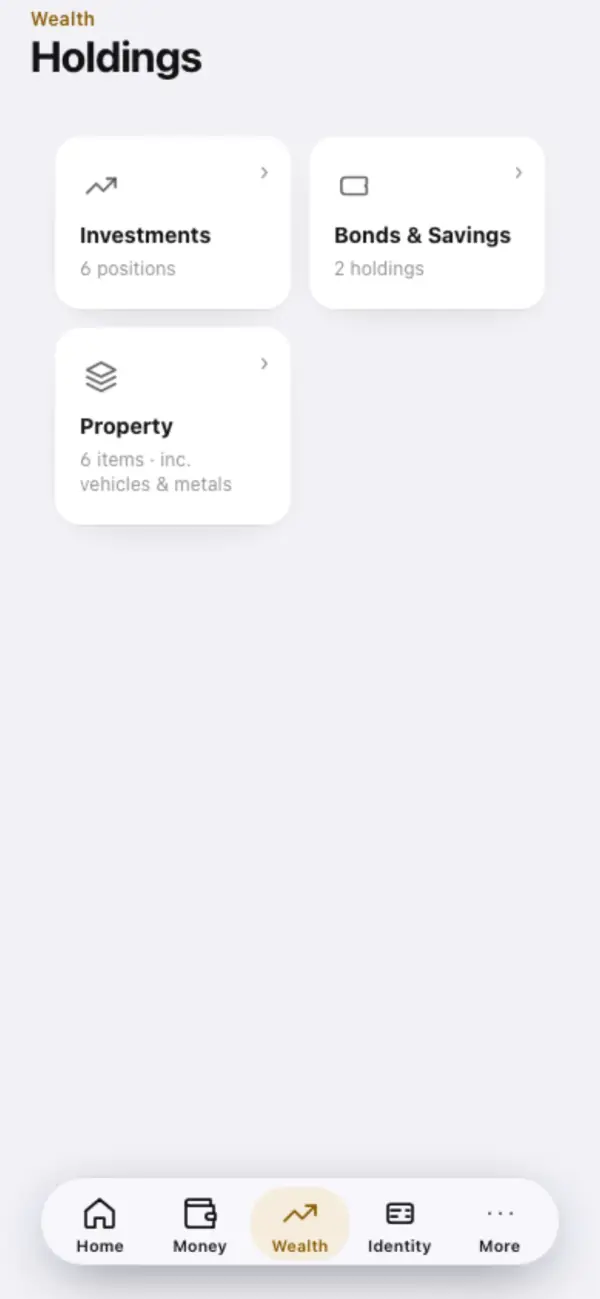 Wealth
Holdings
Investments
6 positions
Bonds & Savings
2 holdings
Property
6 items · inc.
vehicles & metals
Home
Money
Wealth
Identity
More